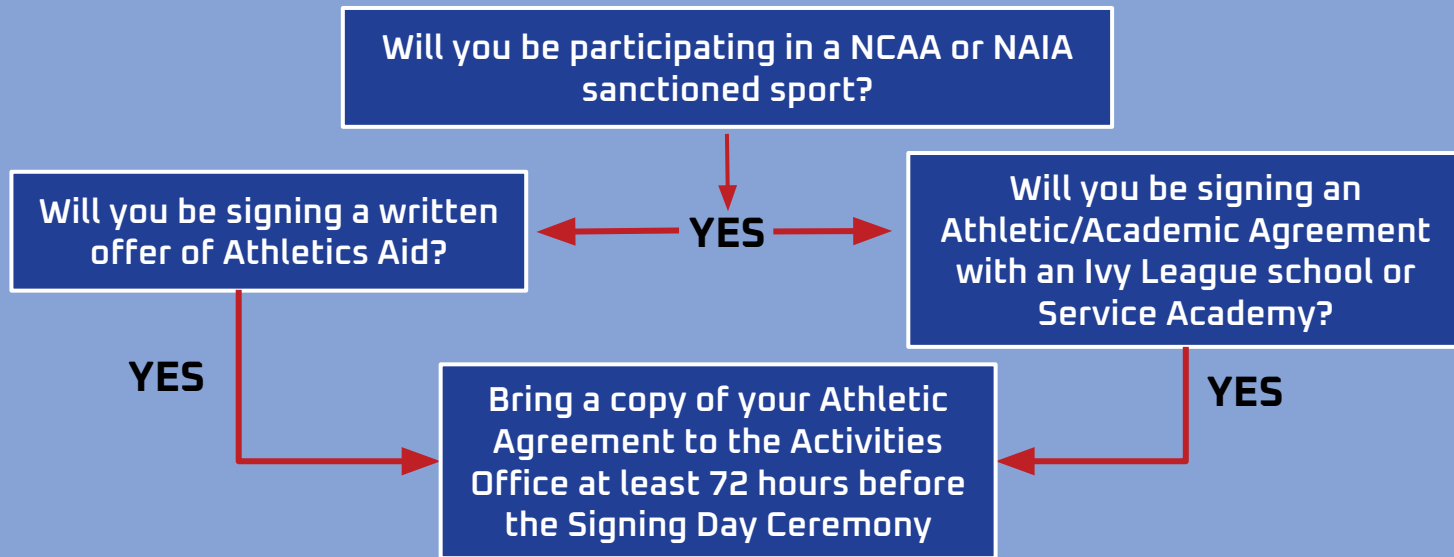 Will you be participating in a NCAA or NAIA
sanctioned sport?
Will you be signing a written
offer of Athletics Aid?
YES
Will you be signing an
Athletic/Academic Agreement
with an Ivy League school or
Service Academy?
YES
YES
Bring a copy of your Athletic
Agreement to the Activities
Office at least 72 hours before
the Signing Day Ceremony